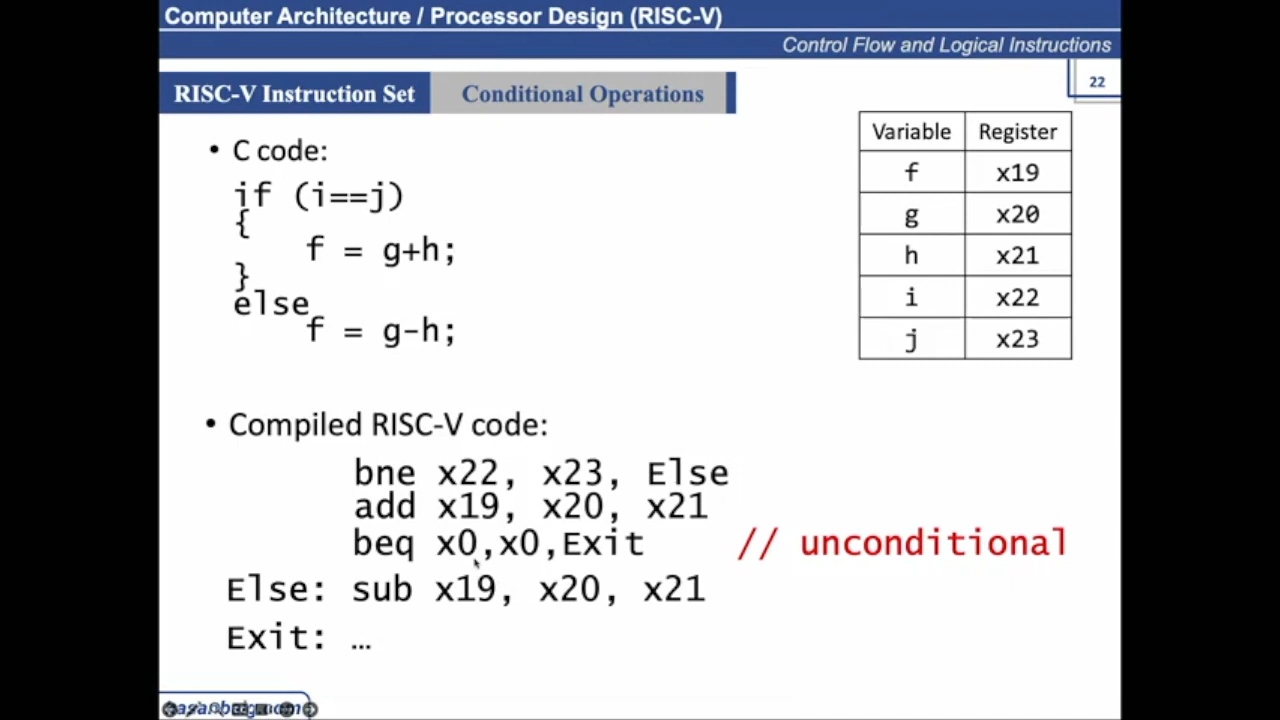 Computer Architecture / Processor Design (RISC-V)
Control Flow and Logical Instructions
RISC-V Instruction Set
Conditional Operations
22
• C code:
if (i==j)
{
f = g+h;
}
else
f = g-h;
Variable Register
f x19
g x20
h x21
i x22
j x23
• Compiled RISC-V code:
bne x22, x23, Else
add x19, x20, x21
beq x0,x0,Exit // unconditional
Else: sub x19, x20, x21
Exit: …